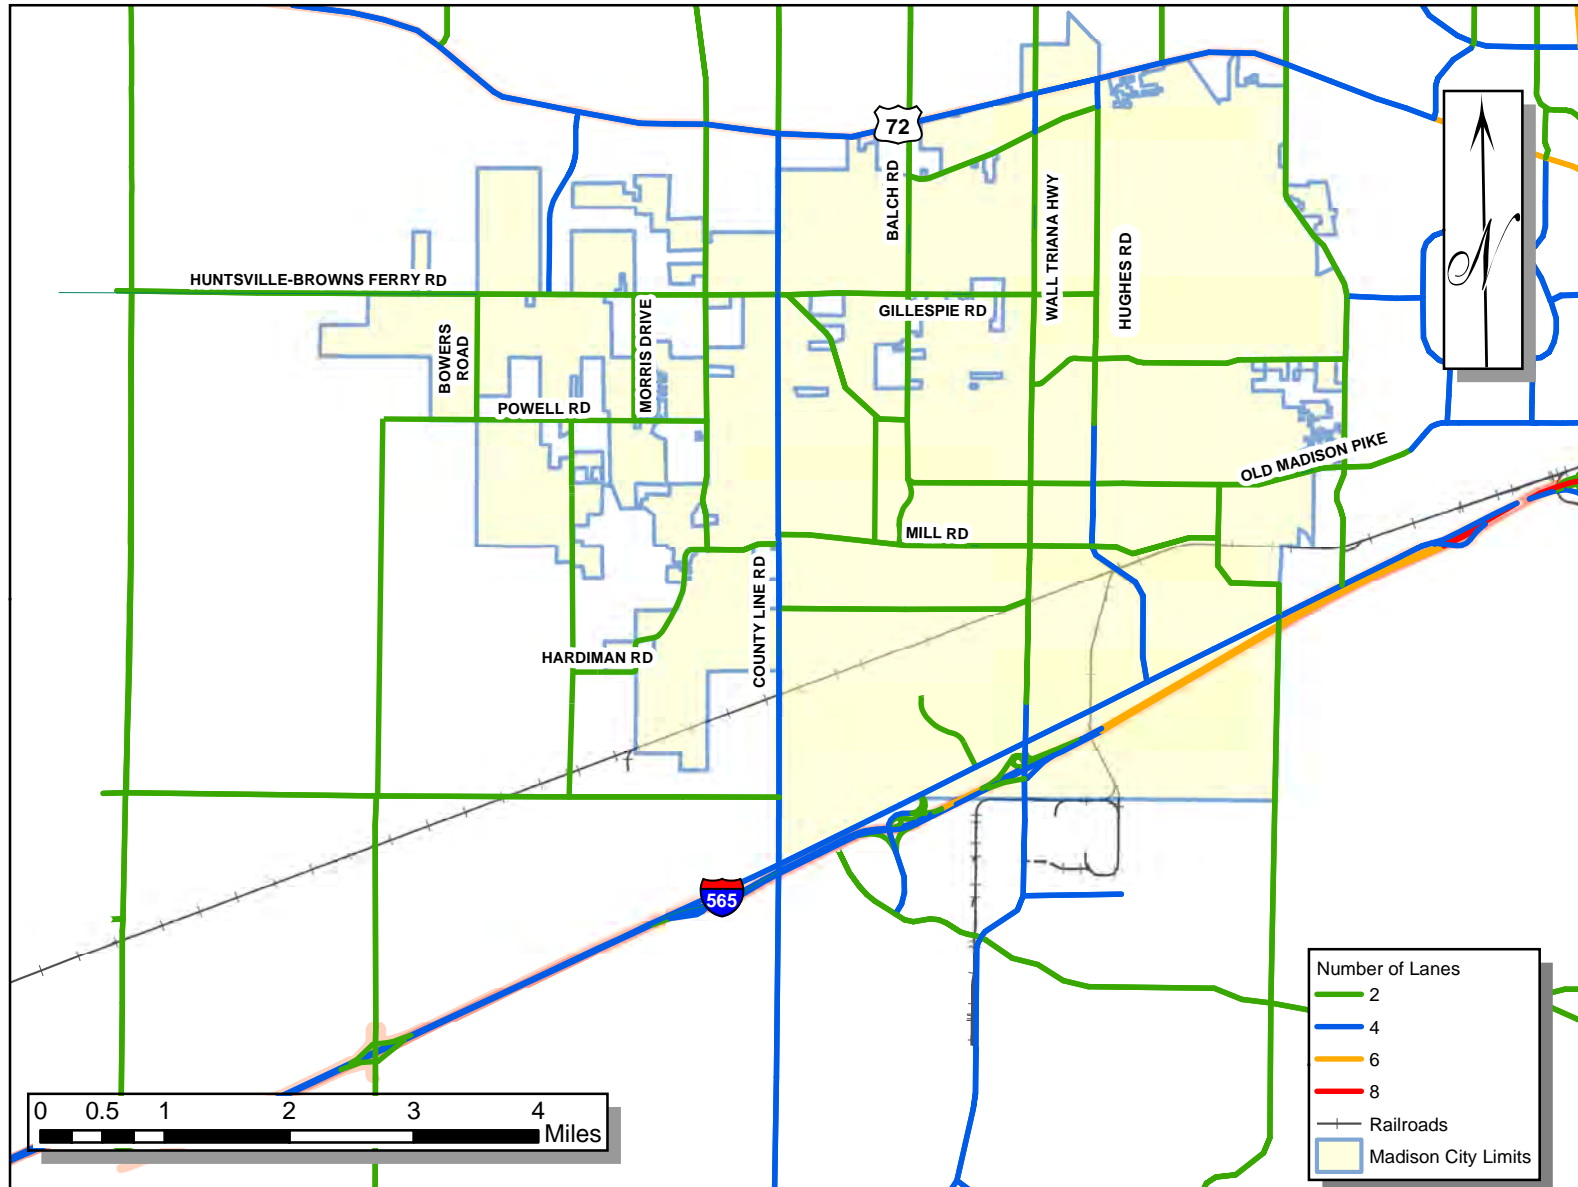 72
BALCH RD
WALL TRIANA HWY
HUGHES RD
N
HUNTSVILLE-BROWNS FERRY RD
GILLESPIE RD
BOWERS
ROAD
MORRIS DRIVE
POWELL RD
OLD MADISON PIKE
MILL RD
COUNTY LINE RD
HARDIMAN RD
565
Number of Lanes
2
4
6
8
Railroads
Madison City Limits
0 0.5 1 2 3 4
Miles